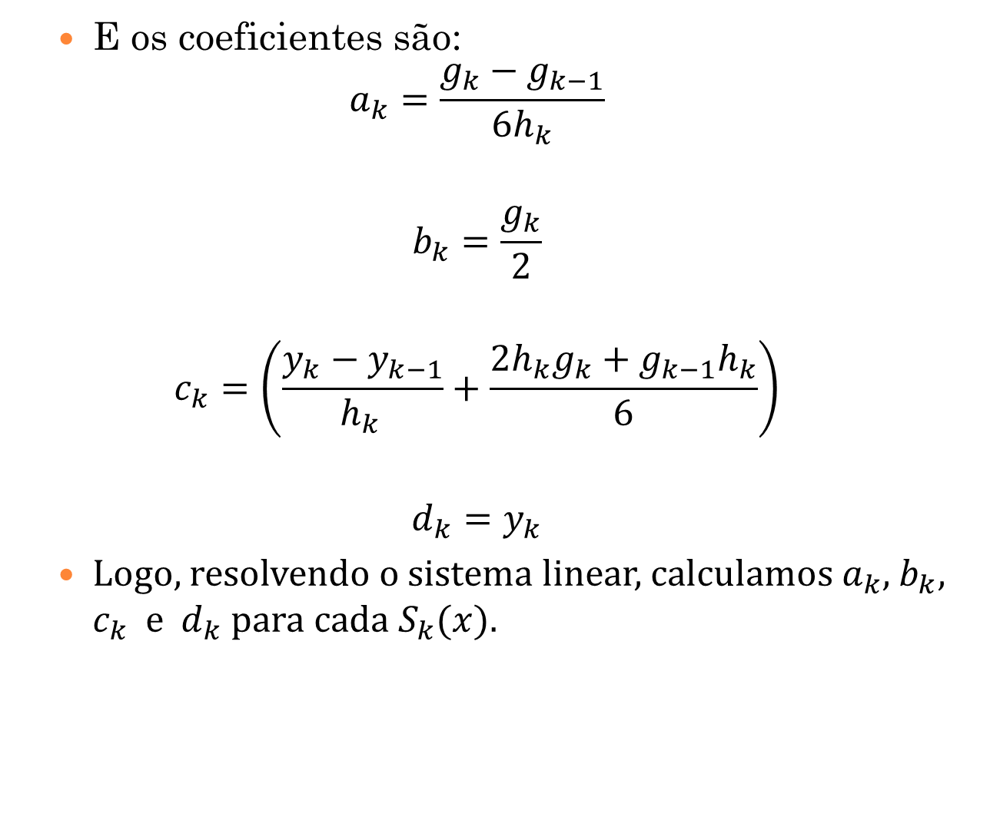 • E os coeficientes são:
a_k = \frac{g_k - g_{k-1}}{6h_k}
b_k = \frac{g_k}{2}
c_k = \left(\frac{y_k - y_{k-1}}{h_k} + \frac{2h_k g_k + g_{k-1}h_k}{6}\right)
d_k = y_k
• Logo, resolvendo o sistema linear, calculamos a_k, b_k,
c_k e d_k para cada S_k(x).